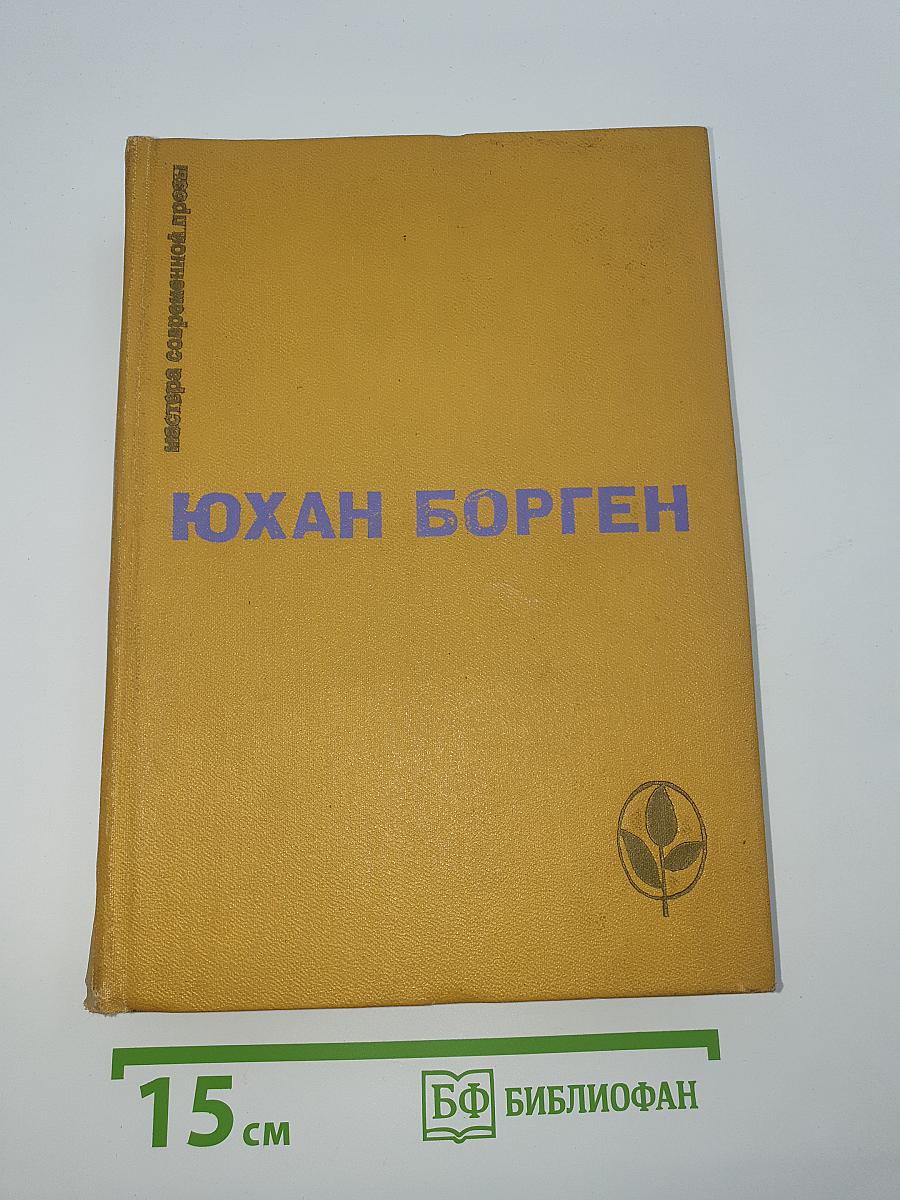 мастера современной прозы
ЮХАН БОРГЕН
15 см
БФ БИБЛИОФАН